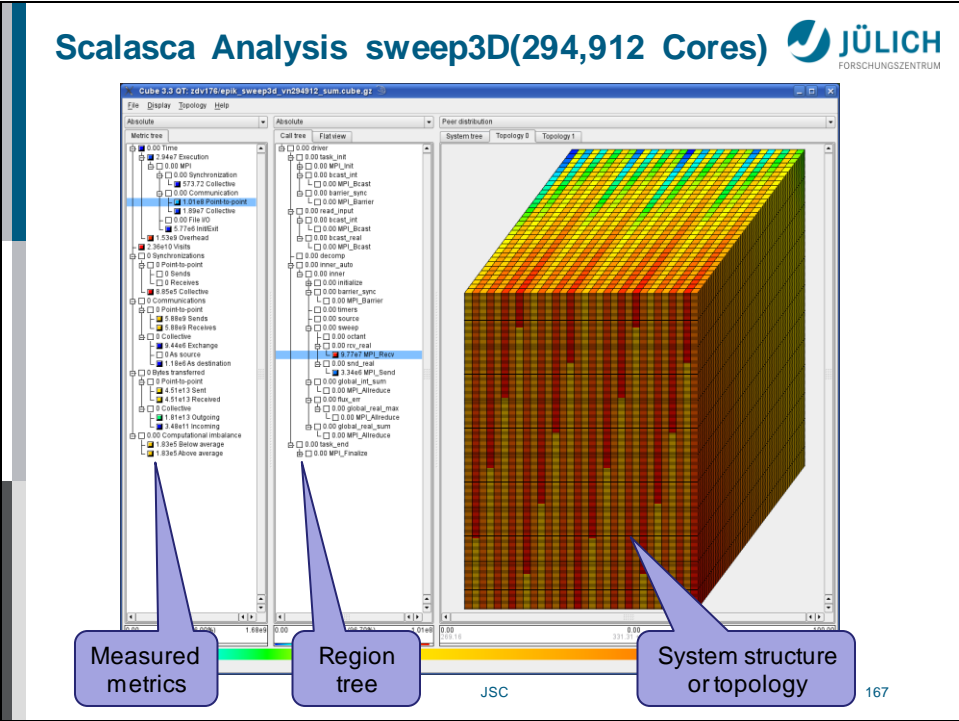 Scalasca Analysis sweep3D(294,912 Cores)
JÜLICH
FORSCHUNGSZENTRUM
Cube 3.3 QT: zdv176/epik_sweep3d_vn294912_sum.cube.gz
File Display Topology Help
Absolute
Metric tree
0.00 Time
2.94e7 Execution
0.00 MPI
0.00 Synchronization
573.72 Collective
0.00 Communication
1.01e8 Point-to-point
1.89e7 Collective
0.00 File I/O
5.77e6 Init/Exit
1.53e9 Overhead
2.36e10 Visits
0 Synchronizations
0 Point-to-point
0 Sends
0 Receives
8.85e5 Collective
0 Communications
0 Point-to-point
5.88e9 Sends
5.88e9 Receives
0 Collective
9.44e6 Exchange
0 As source
1.18e6 As destination
0 Bytes transferred
0 Point-to-point
4.51e13 Sent
4.51e13 Received
0 Collective
1.81e13 Outgoing
3.48e11 Incoming
0.00 Computational imbalance
1.83e5 Below average
1.83e5 Above average
Absolute
Call tree Flat view
0.00 driver
0.00 task_init
0.00 MPI_Init
0.00 bcast_int
0.00 MPI_Bcast
0.00 barrier_sync
0.00 MPI_Barrier
0.00 read_input
0.00 bcast_int
0.00 MPI_Bcast
0.00 bcast_real
0.00 MPI_Bcast
0.00 decomp
0.00 inner_auto
0.00 inner
0.00 initialize
0.00 barrier_sync
0.00 MPI_Barrier
0.00 timers
0.00 source
0.00 sweep
0.00 octant
0.00 rcv_real
9.77e7 MPI_Recv
0.00 snd_real
3.34e6 MPI_Send
0.00 global_int_sum
0.00 MPI_Allreduce
0.00 flux_err
0.00 global_real_max
0.00 MPI_Allreduce
0.00 global_real_sum
0.00 MPI_Allreduce
0.00 task_end
0.00 MPI_Finalize
Peer distribution
System tree Topology 0 Topology 1
1.68e9
0.00
1.01e8
0.00
Measured
metrics
Region
tree
System structure
or topology
JSC
167